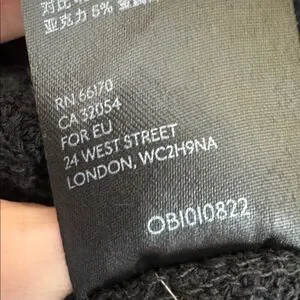 亚克力 5%
RN 66170
CA 32054
FOR EU
24 WEST STREET
LONDON, WC2H9NA
OB1010822